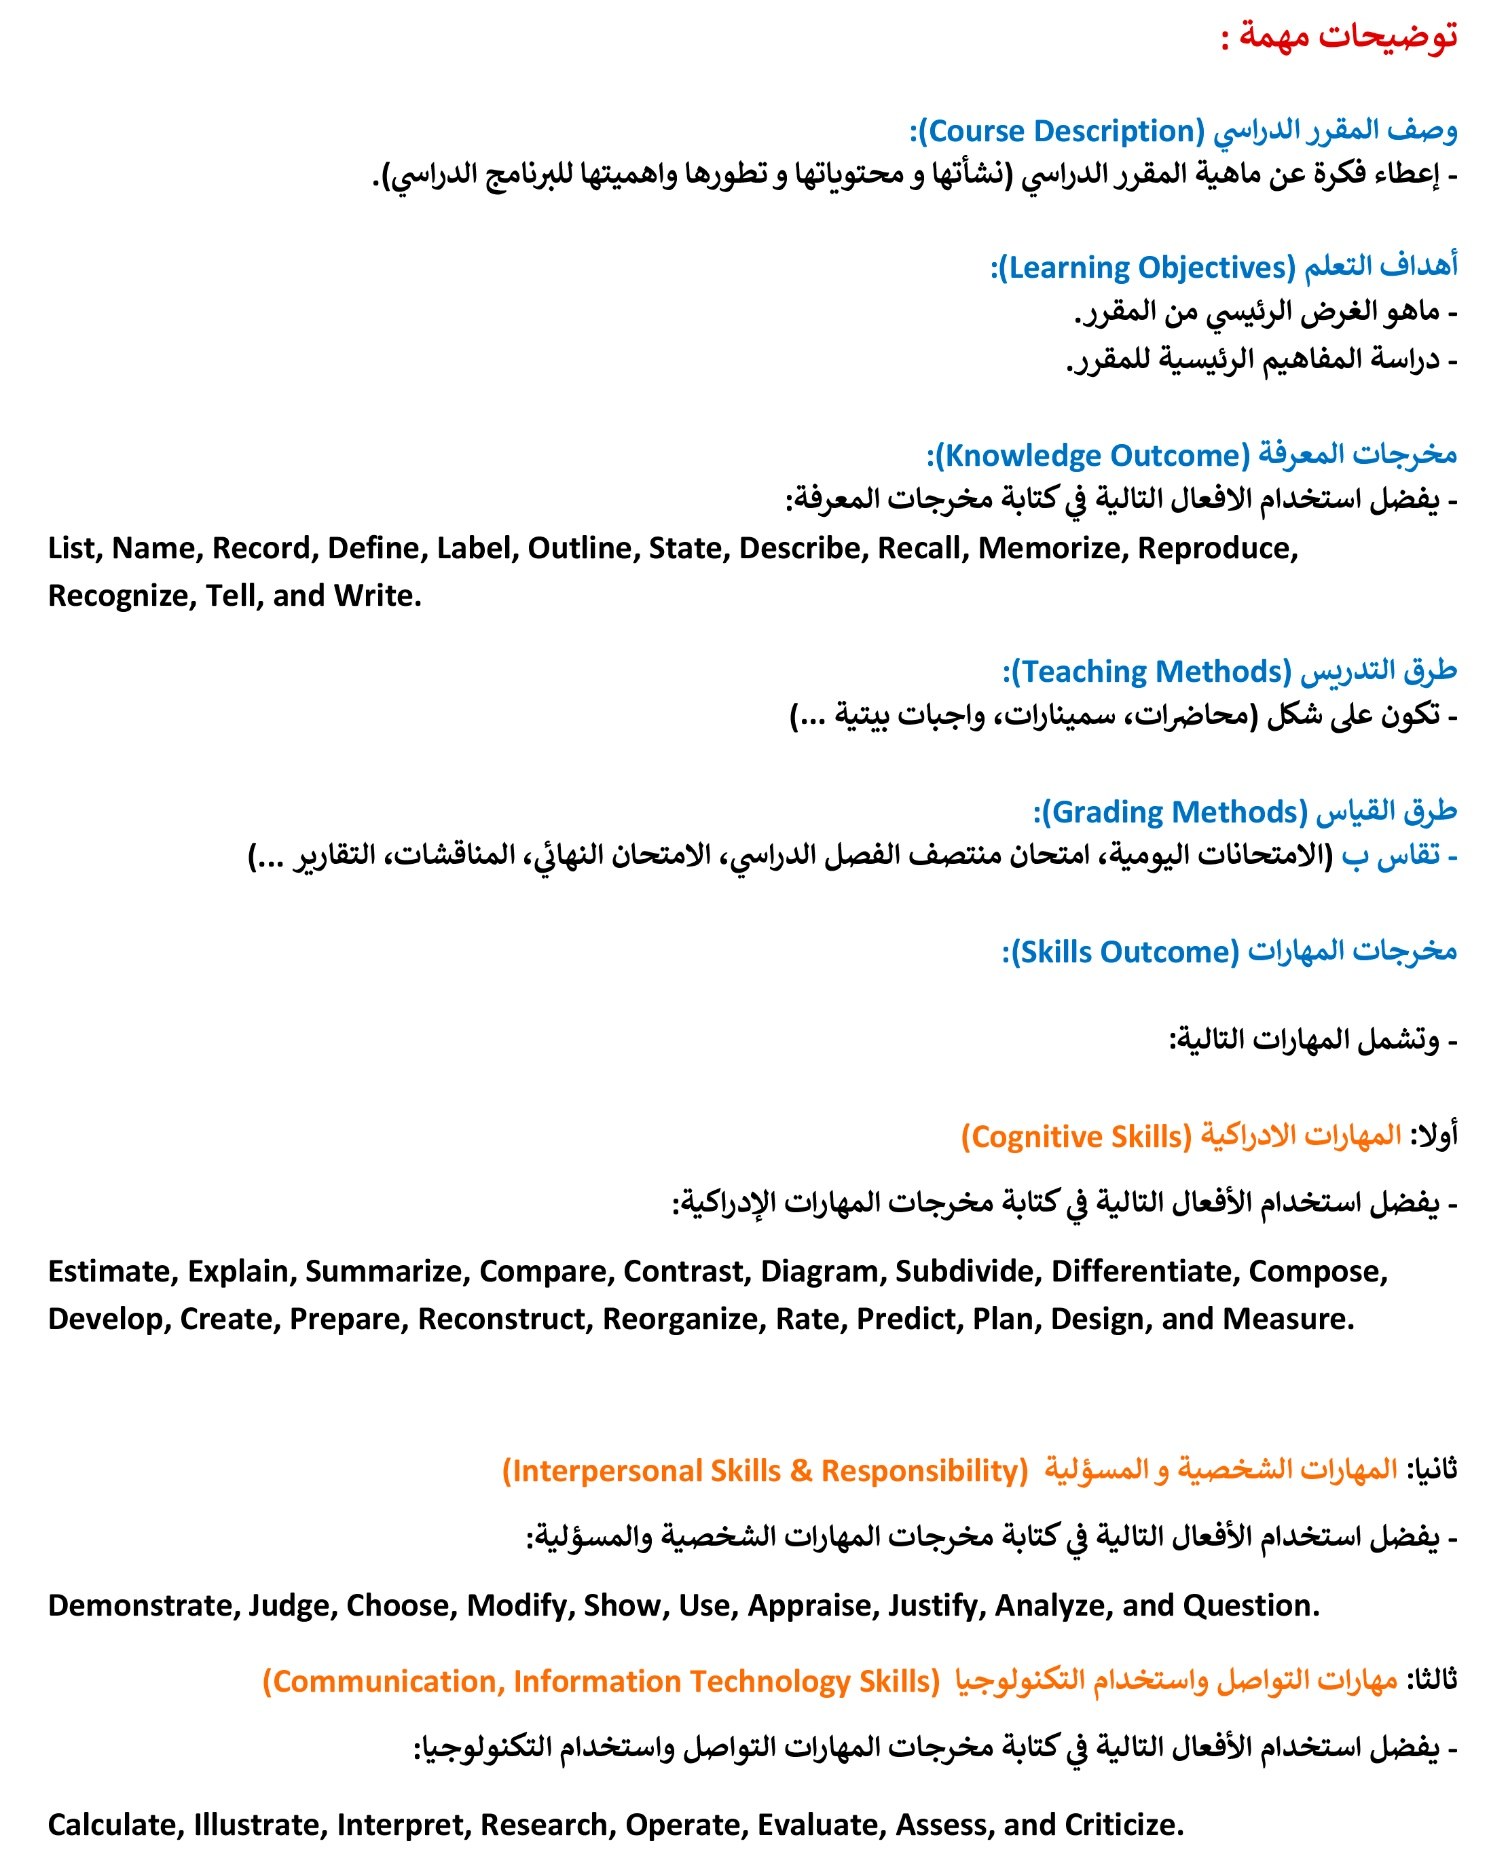 توضيحات مهمة :
وصف المقرر الدراسي (Course Description):
- إعطاء فكرة عن ماهية المقرر الدراسي (نشأتها و محتوياتها و تطورها واهميتها للبرنامج الدراسي).
أهداف التعلم (Learning Objectives):
- ماهو الغرض الرئيسي من المقرر.
- دراسة المفاهيم الرئيسية للمقرر.
مخرجات المعرفة (Knowledge Outcome):
- يفضل استخدام الافعال التالية في كتابة مخرجات المعرفة:
List, Name, Record, Define, Label, Outline, State, Describe, Recall, Memorize, Reproduce,
Recognize, Tell, and Write.
طرق التدريس (Teaching Methods):
- تكون على شكل (محاضرات، سمينارات، واجبات بيتية ...)
طرق القياس (Grading Methods):
- تقاس ب (الامتحانات اليومية، امتحان منتصف الفصل الدراسي، الامتحان النهائي، المناقشات، التقارير ...)
مخرجات المهارات (Skills Outcome):
- وتشمل المهارات التالية:
أولا: المهارات الادراكية (Cognitive Skills)
- يفضل استخدام الأفعال التالية في كتابة مخرجات المهارات الإدراكية:
Estimate, Explain, Summarize, Compare, Contrast, Diagram, Subdivide, Differentiate, Compose,
Develop, Create, Prepare, Reconstruct, Reorganize, Rate, Predict, Plan, Design, and Measure.
ثانيا: المهارات الشخصية و المسؤلية (Interpersonal Skills & Responsibility)
- يفضل استخدام الأفعال التالية في كتابة مخرجات المهارات الشخصية والمسؤلية:
Demonstrate, Judge, Choose, Modify, Show, Use, Appraise, Justify, Analyze, and Question.
ثالثا: مهارات التواصل واستخدام التكنولوجيا (Communication, Information Technology Skills)
- يفضل استخدام الأفعال التالية في كتابة مخرجات المهارات التواصل واستخدام التكنولوجيا:
Calculate, Illustrate, Interpret, Research, Operate, Evaluate, Assess, and Criticize.